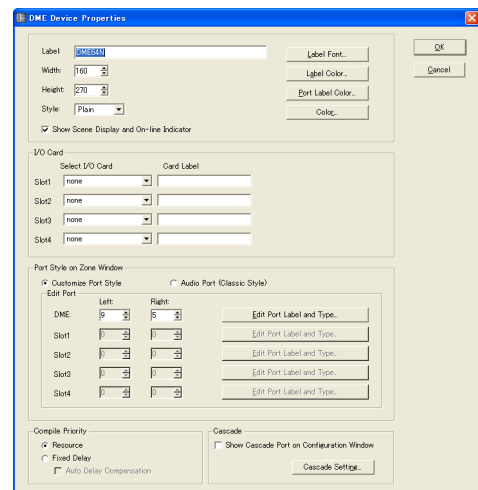 DME Device Properties
Label: DME64N Label Font... OK
Width: 160 Label Color... Cancel
Height: 270 Port Label Color...
Style: Plain Color...
Show Scene Display and On-line Indicator
I/O Card
Select I/O Card Card Label
Slot1 none
Slot2 none
Slot3 none
Slot4 none
Port Style on Zone Window
Customize Port Style Audio Port (Classic Style)
Edit Port
Left: Right:
DME: 9 5 Edit Port Label and Type...
Slot1 0 0 Edit Port Label and Type...
Slot2 0 0 Edit Port Label and Type...
Slot3 0 0 Edit Port Label and Type...
Slot4 0 0 Edit Port Label and Type...
Compile Priority Cascade
Resource Show Cascade Port on Configuration Window
Fixed Delay
Auto Delay Compensation Cascade Setting...